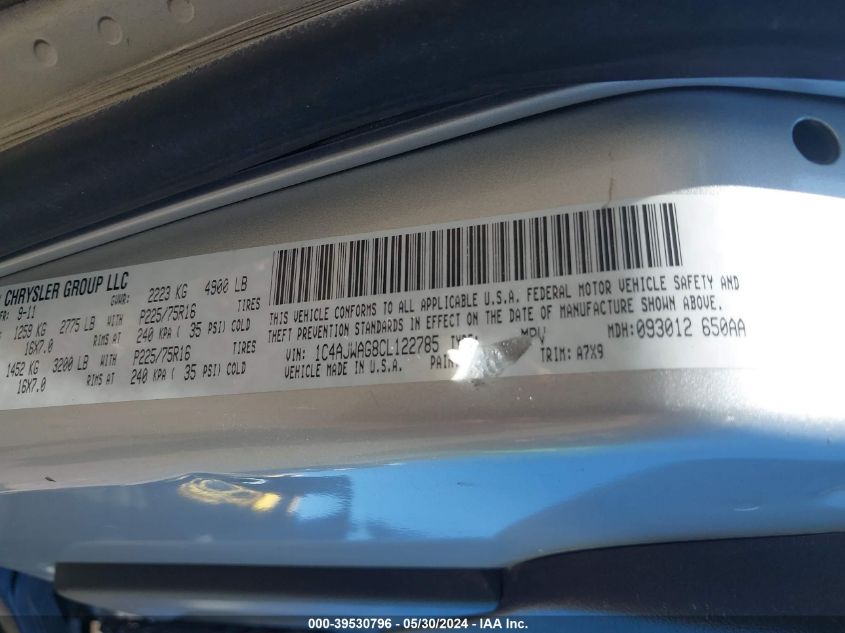 CHRYSLER GROUP LLC
9-11 GVWR: 2223 KG 4900 LB
1259 KG 2775 LB WITH P225/75R16 TIRES
16X7.0 RIMS AT 240 KPA ( 35 PSI) COLD
1452 KG 3200 LB WITH P225/75R16 TIRES
16X7.0 RIMS AT 240 KPA ( 35 PSI) COLD
THIS VEHICLE CONFORMS TO ALL APPLICABLE U.S.A. FEDERAL MOTOR VEHICLE SAFETY AND
THEFT PREVENTION STANDARDS IN EFFECT ON THE DATE OF MANUFACTURE SHOWN ABOVE.
VIN: 1C4AJWAG8CL122785 MPV MDH: 093012 650AA
VEHICLE MADE IN U.S.A. TRIM: A7X9
000-39530796 - 05/30/2024 - IAA Inc.